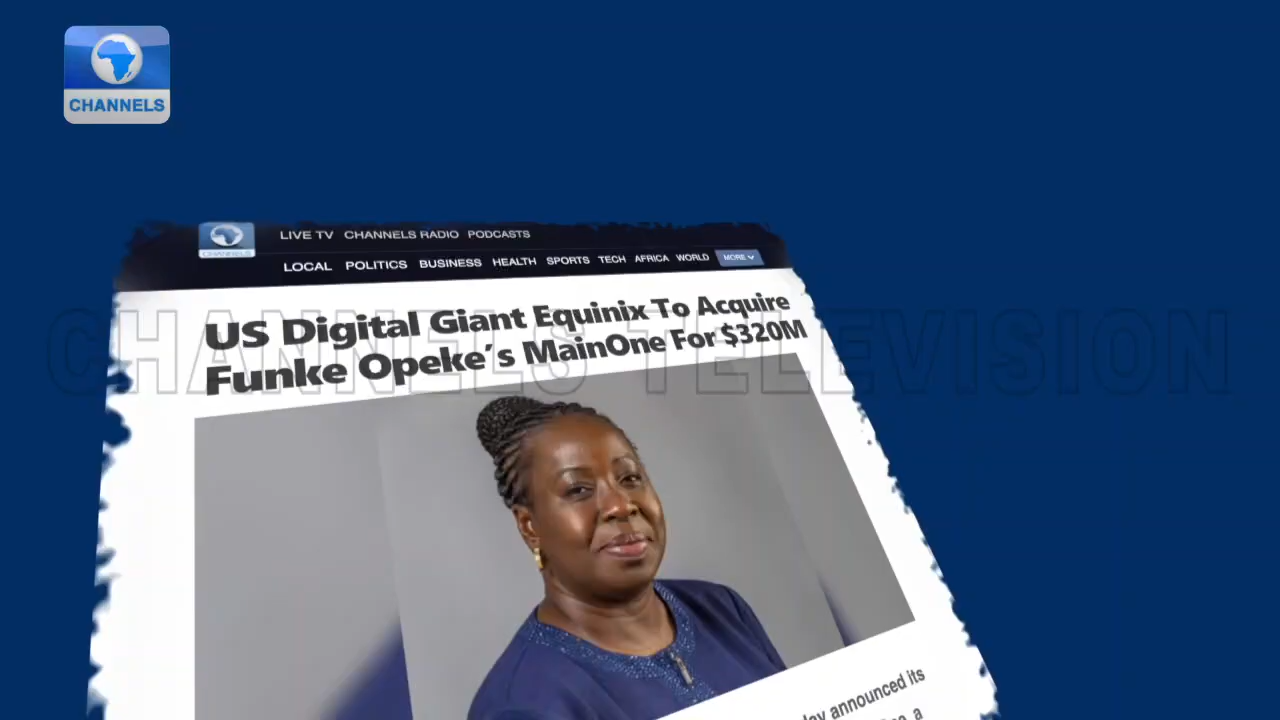 CHANNELS
CHANNELS
LIVE TV CHANNELS RADIO PODCASTS
LOCAL POLITICS BUSINESS HEALTH SPORTS TECH AFRICA WORLD MORE
US Digital Giant Equinix To Acquire
Funke Opeke's MainOne For $320M
CHANNELS TELEVISION
announced its
a